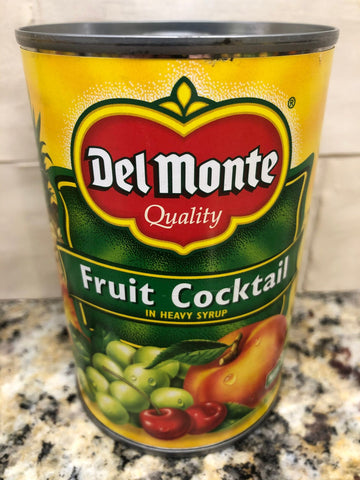 Del Monte
®
Quality
Fruit Cocktail
IN HEAVY SYRUP